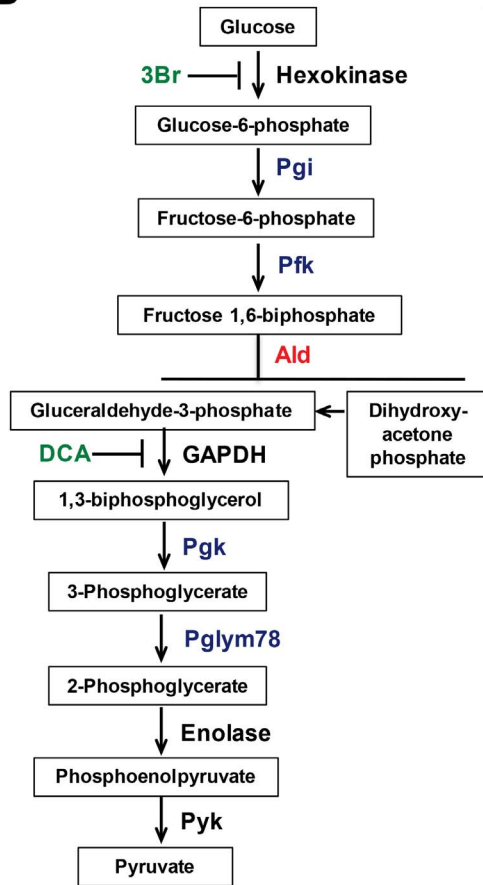 Glucose
3Br
Hexokinase
Glucose-6-phosphate
Pgi
Fructose-6-phosphate
Pfk
Fructose 1,6-biphosphate
Ald
Gluceraldehyde-3-phosphate
Dihydroxy-
acetone
phosphate
DCA
GAPDH
1,3-biphosphoglycerol
Pgk
3-Phosphoglycerate
Pglym78
2-Phosphoglycerate
Enolase
Phosphoenolpyruvate
Pyk
Pyruvate